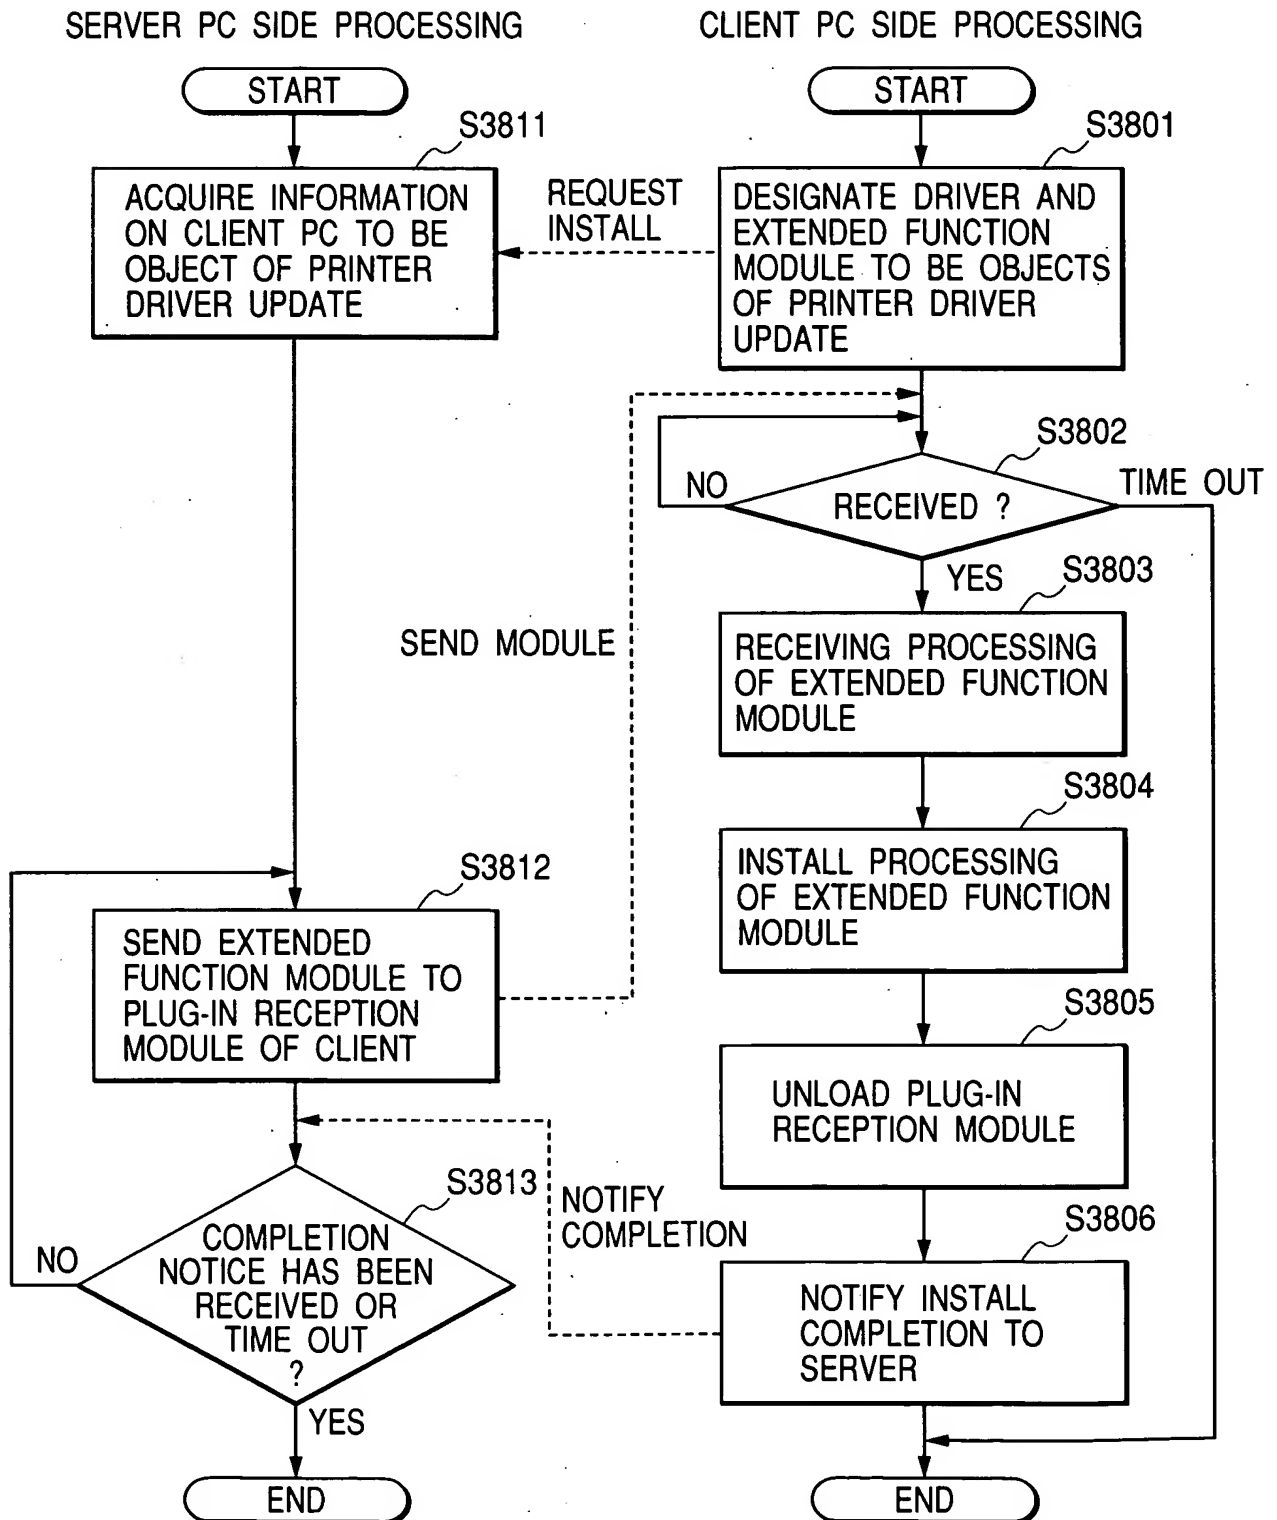 SERVER PC SIDE PROCESSING
START
S3811
ACQUIRE INFORMATION
ON CLIENT PC TO BE
OBJECT OF PRINTER
DRIVER UPDATE
SEND MODULE
S3812
SEND EXTENDED
FUNCTION MODULE TO
PLUG-IN RECEPTION
MODULE OF CLIENT
S3813
COMPLETION
NOTICE HAS BEEN
RECEIVED OR
TIME OUT
?
NO
YES
END
CLIENT PC SIDE PROCESSING
START
S3801
REQUEST
INSTALL
DESIGNATE DRIVER AND
EXTENDED FUNCTION
MODULE TO BE OBJECTS
OF PRINTER DRIVER
UPDATE
S3802
NO
RECEIVED ?
TIME OUT
YES
S3803
RECEIVING PROCESSING
OF EXTENDED FUNCTION
MODULE
S3804
INSTALL PROCESSING
OF EXTENDED FUNCTION
MODULE
S3805
UNLOAD PLUG-IN
RECEPTION MODULE
S3806
NOTIFY
COMPLETION
NOTIFY INSTALL
COMPLETION TO
SERVER
END